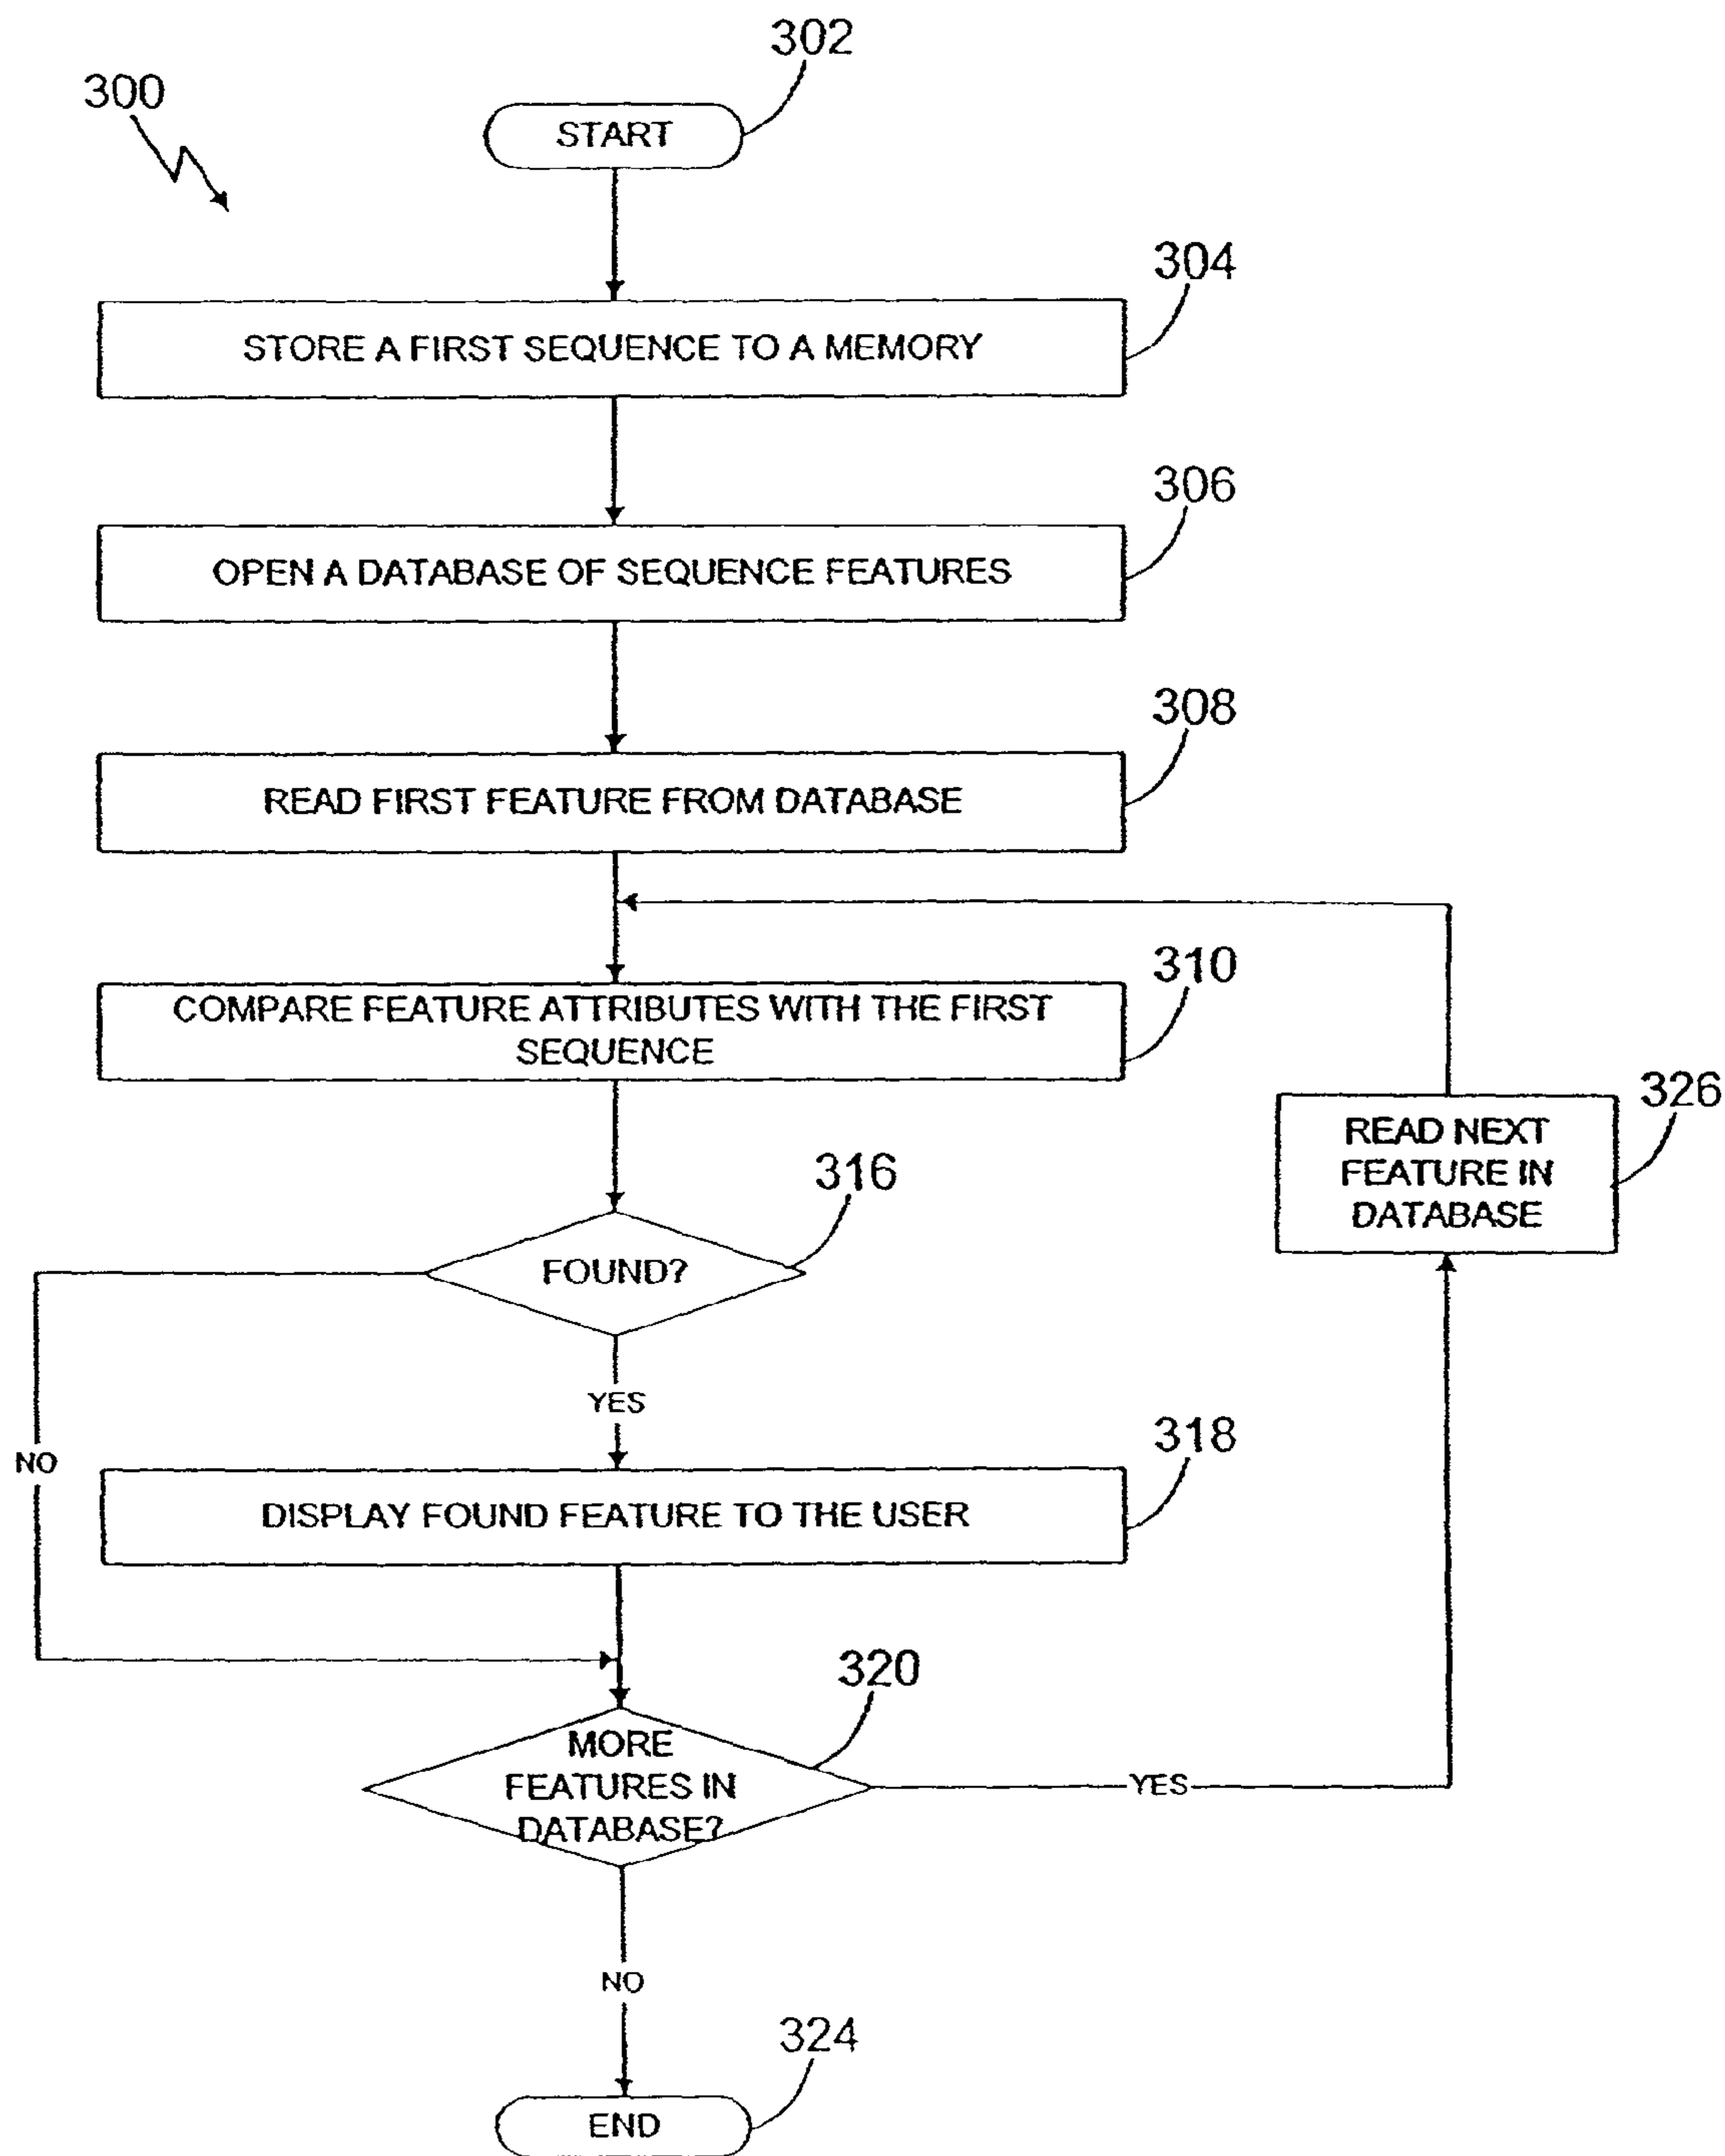 302
300
START
304
STORE A FIRST SEQUENCE TO A MEMORY
306
OPEN A DATABASE OF SEQUENCE FEATURES
308
READ FIRST FEATURE FROM DATABASE
310
COMPARE FEATURE ATTRIBUTES WITH THE FIRST
SEQUENCE
326
READ NEXT
FEATURE IN
DATABASE
316
FOUND?
YES
NO
318
DISPLAY FOUND FEATURE TO THE USER
320
MORE
FEATURES IN
DATABASE?
YES
NO
324
END